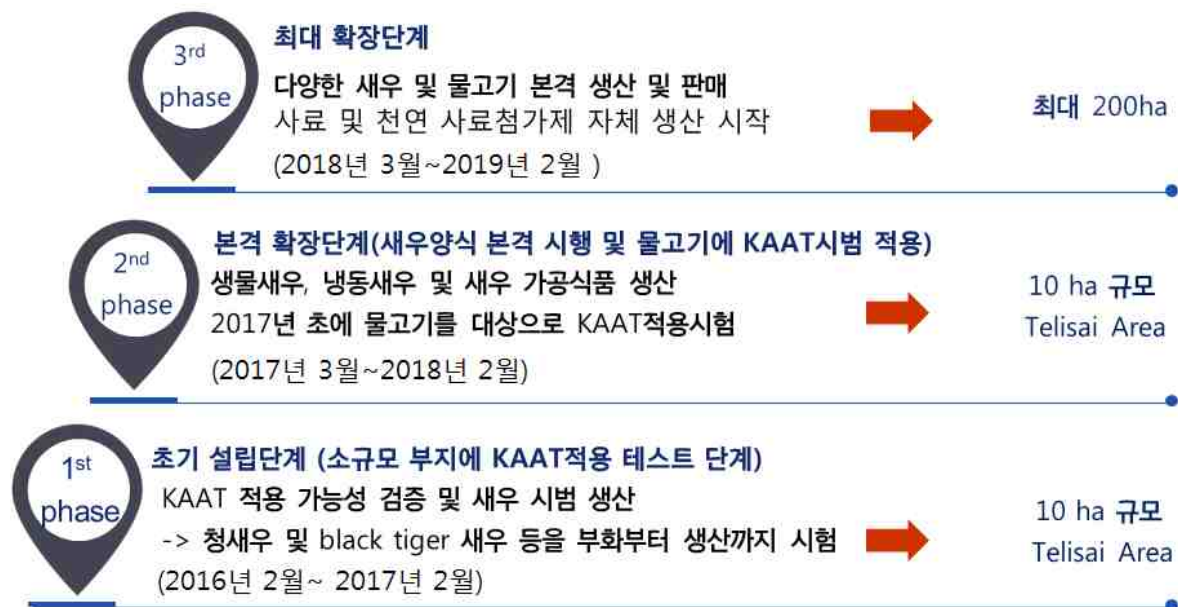 3rd
phase
최대 확장단계
다양한 새우 및 물고기 본격 생산 및 판매
사료 및 천연 사료첨가제 자체 생산 시작
(2018년 3월~2019년 2월 )
최대 200ha
2nd
phase
본격 확장단계(새우양식 본격 시행 및 물고기에 KAAT시범 적용)
생물새우, 냉동새우 및 새우 가공식품 생산
2017년 초에 물고기를 대상으로 KAAT적용시험
(2017년 3월~2018년 2월)
10 ha 규모
Telisai Area
1st
phase
초기 설립단계 (소규모 부지에 KAAT적용 테스트 단계)
KAAT 적용 가능성 검증 및 새우 시범 생산
-> 청새우 및 black tiger 새우 등을 부화부터 생산까지 시험
(2016년 2월~ 2017년 2월)
10 ha 규모
Telisai Area